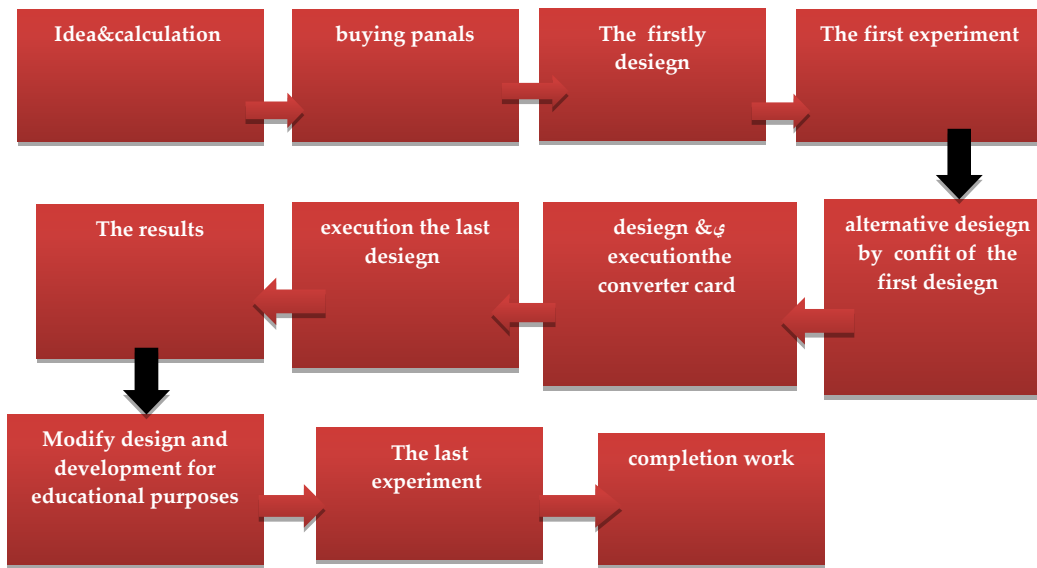 Idea&calculation
buying panals
The firstly
desiegn
The first experiment
alternative desiegn
by confit of the
first desiegn
desiegn &ي
executionthe
converter card
execution the last
desiegn
The results
Modify design and
development for
educational purposes
The last
experiment
completion work